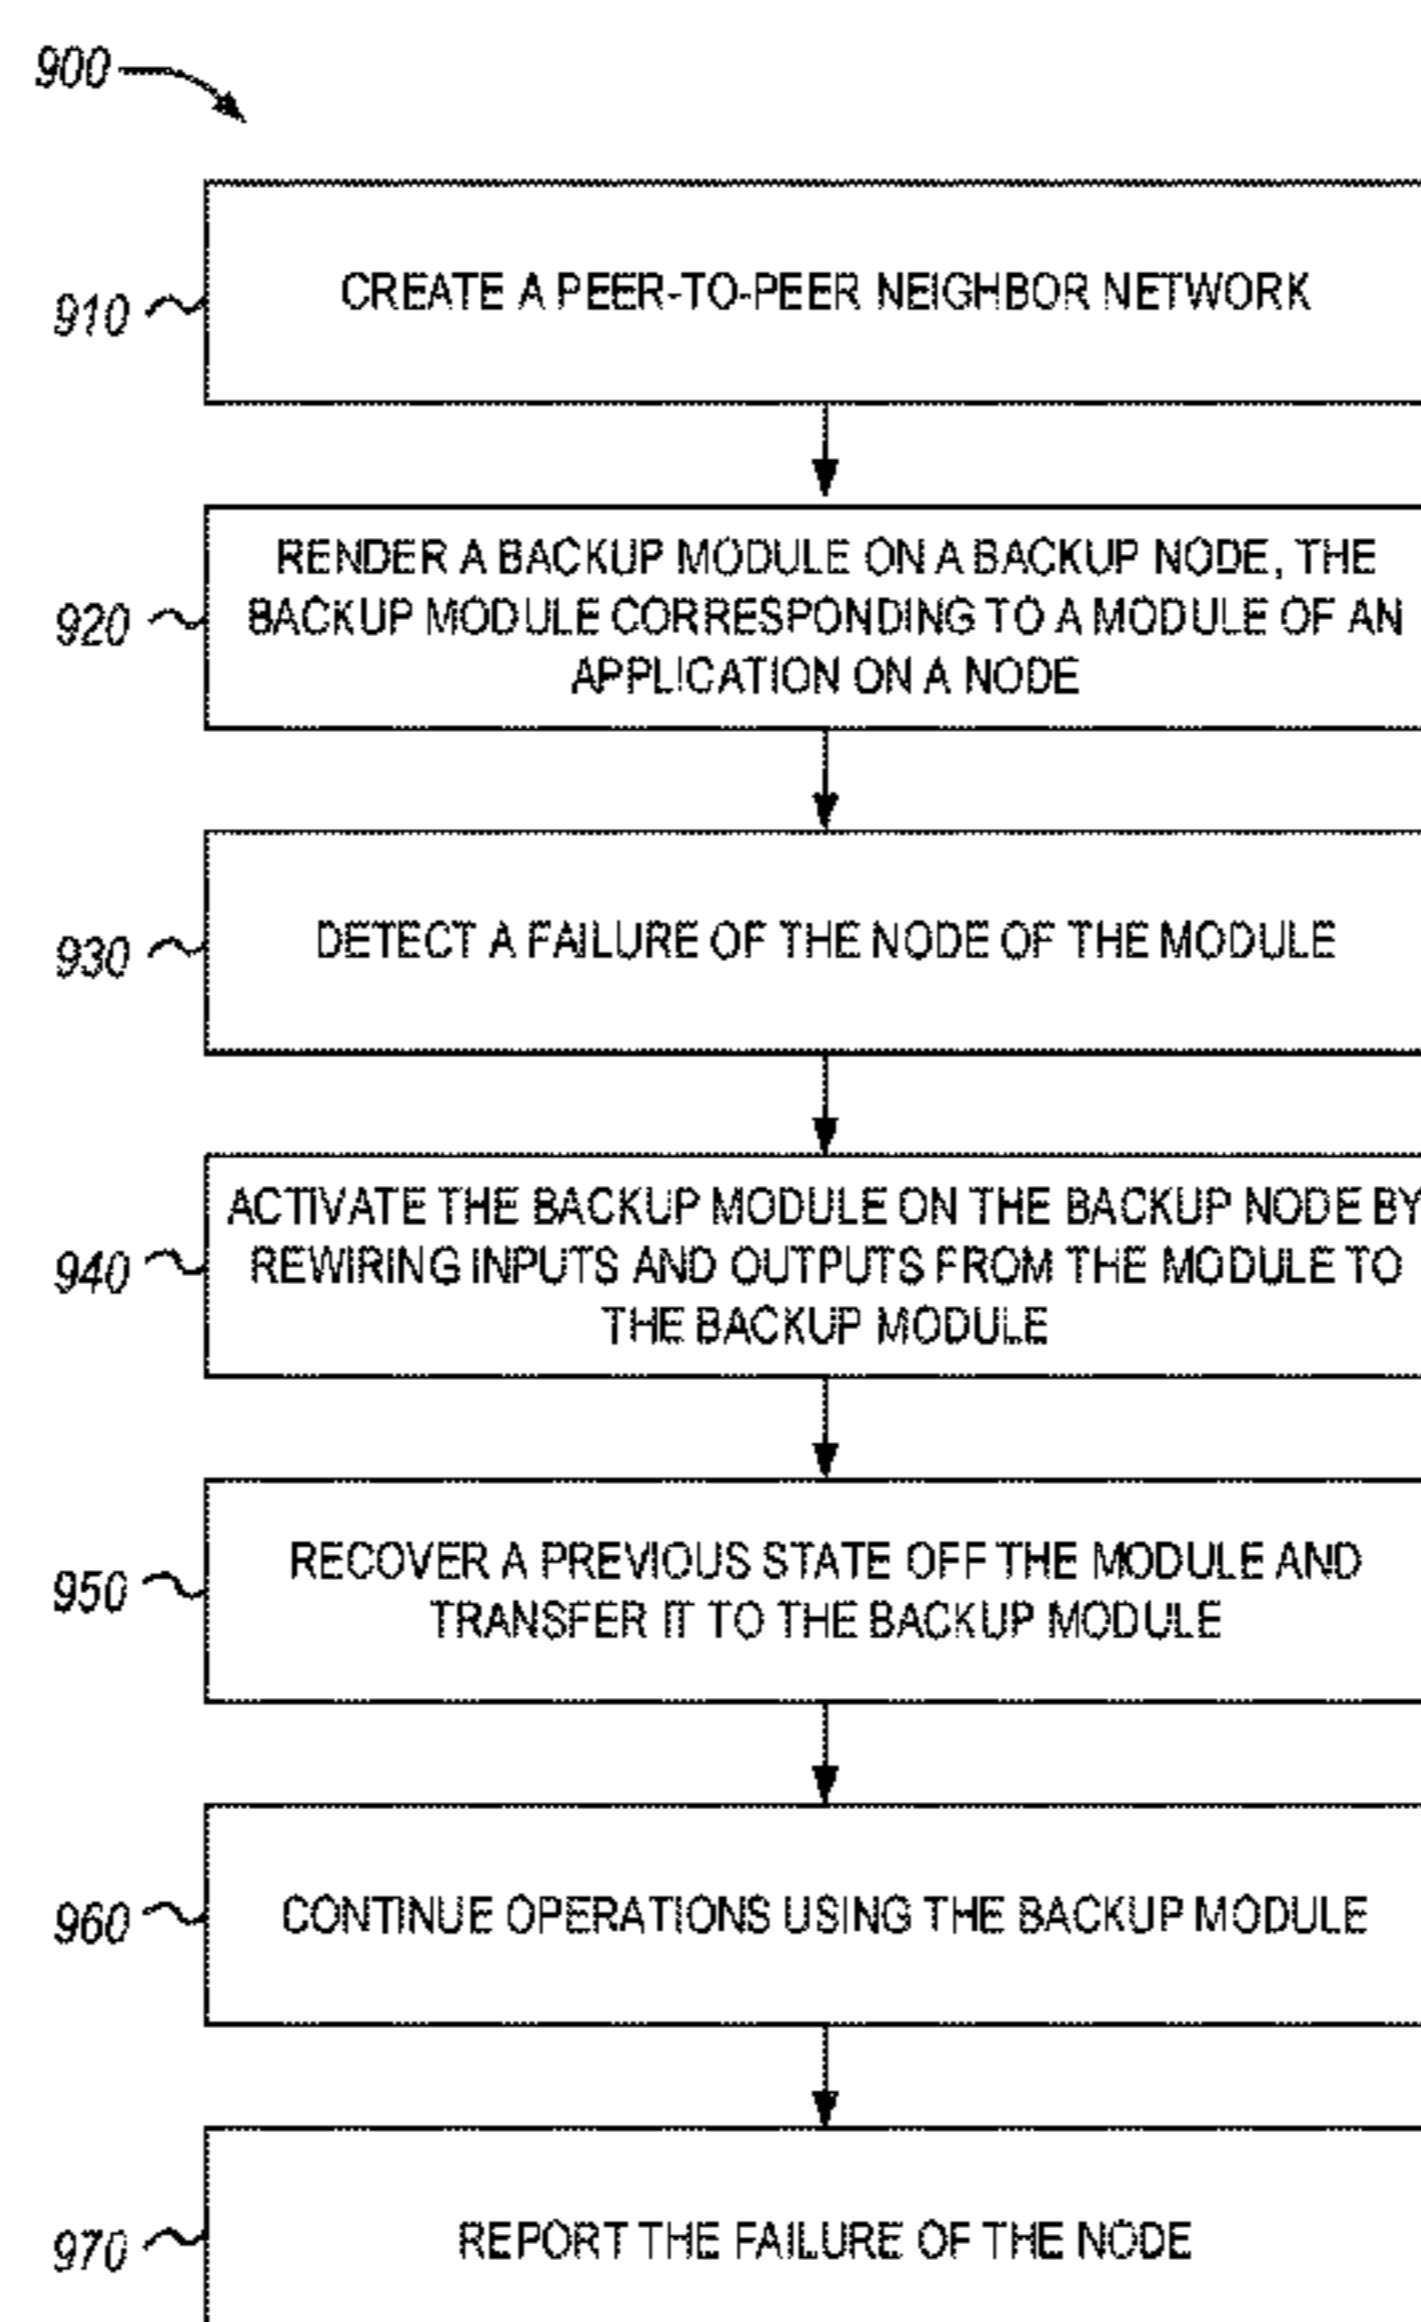 900
910
CREATE A PEER-TO-PEER NEIGHBOR NETWORK
920
RENDER A BACKUP MODULE ON A BACKUP NODE, THE
BACKUP MODULE CORRESPONDING TO A MODULE OF AN
APPLICATION ON A NODE
930
DETECT A FAILURE OF THE NODE OF THE MODULE
940
ACTIVATE THE BACKUP MODULE ON THE BACKUP NODE BY
REWIRING INPUTS AND OUTPUTS FROM THE MODULE TO
THE BACKUP MODULE
950
RECOVER A PREVIOUS STATE OFF THE MODULE AND
TRANSFER IT TO THE BACKUP MODULE
960
CONTINUE OPERATIONS USING THE BACKUP MODULE
970
REPORT THE FAILURE OF THE NODE